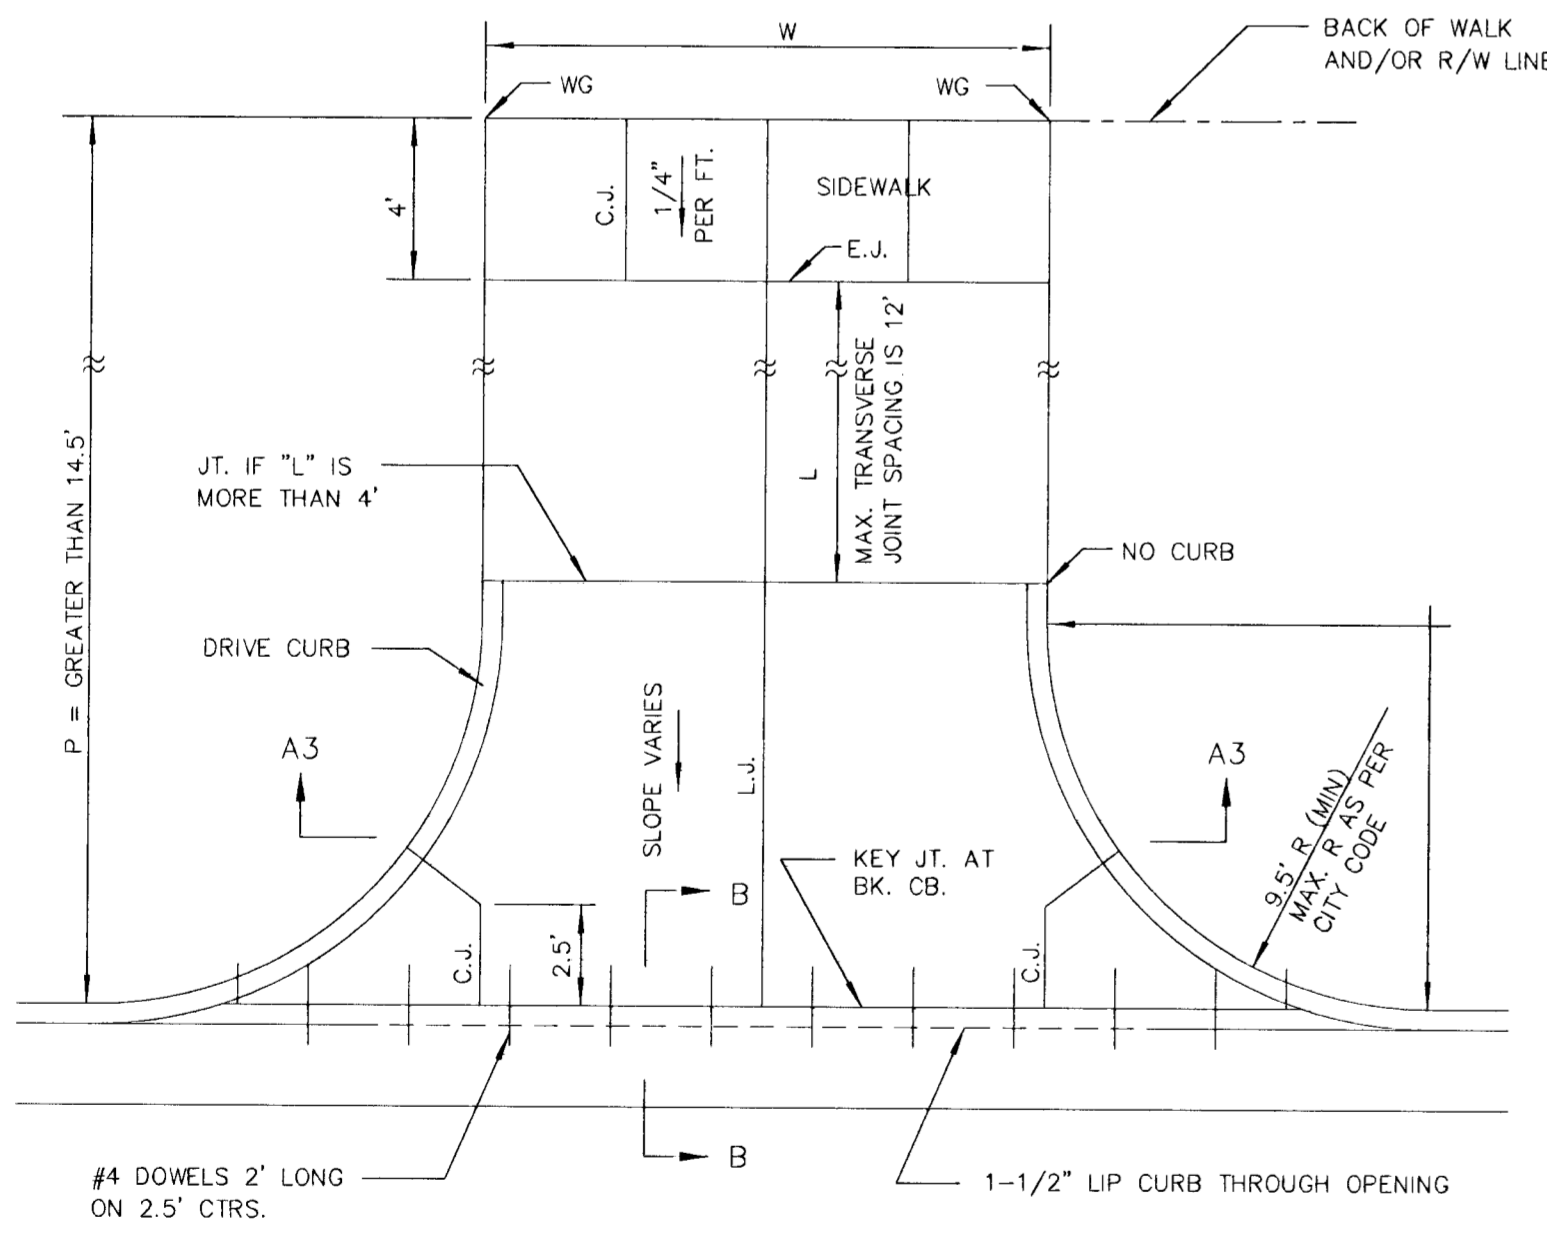 W
BACK OF WALK
AND/OR R/W LINE
WG
WG
4'
C.J.
1/4"
PER FT.
SIDEWALK
E.J.
P = GREATER THAN 14.5'
JT. IF "L" IS
MORE THAN 4'
L
MAX. TRANSVERSE
JOINT SPACING IS 12'
NO CURB
DRIVE CURB
A3
SLOPE VARIES
L.J.
A3
9.5' R (MIN)
MAX. R AS PER
CITY CODE
KEY JT. AT
BK. CB.
B
C.J.
2.5'
C.J.
B
#4 DOWELS 2' LONG
ON 2.5' CTRS.
1-1/2" LIP CURB THROUGH OPENING